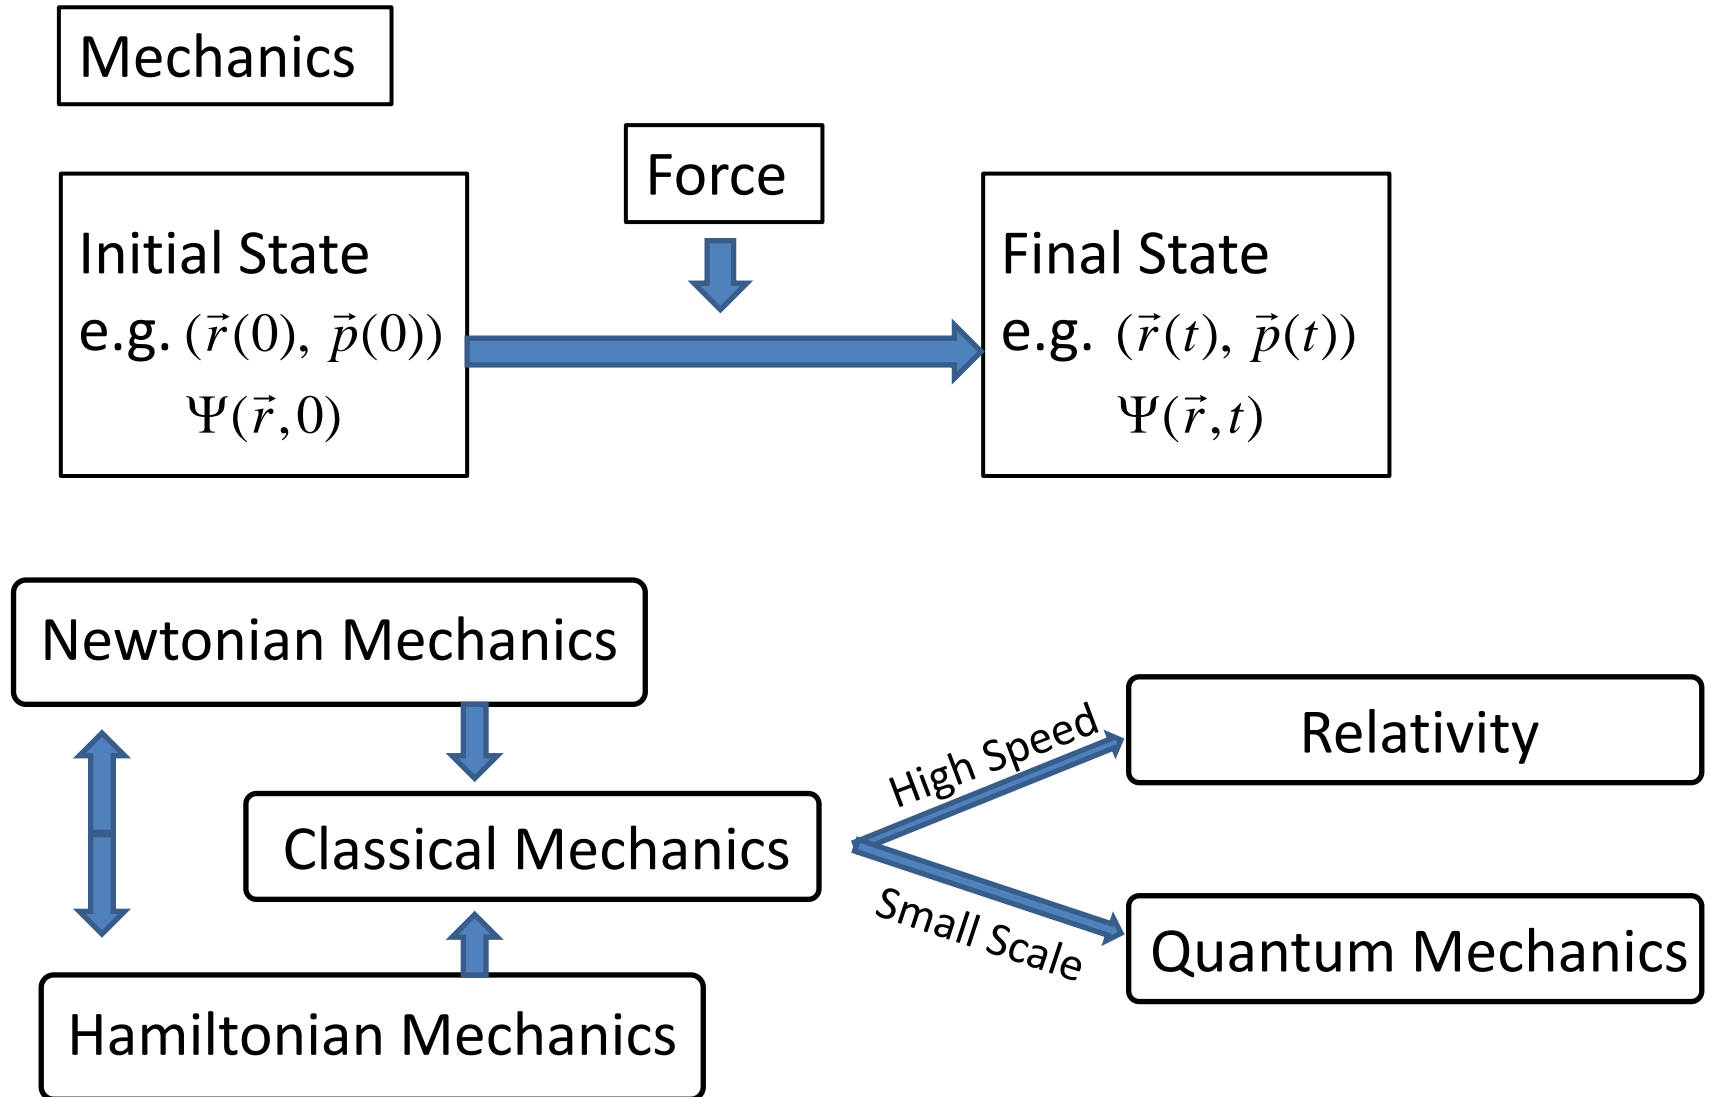 Mechanics
Force
Initial State
e.g. (r⃗(0), p⃗(0))
Ψ(r⃗,0)
Final State
e.g. (r⃗(t), p⃗(t))
Ψ(r⃗,t)
Newtonian Mechanics
Classical Mechanics
Hamiltonian Mechanics
High Speed
Small Scale
Relativity
Quantum Mechanics